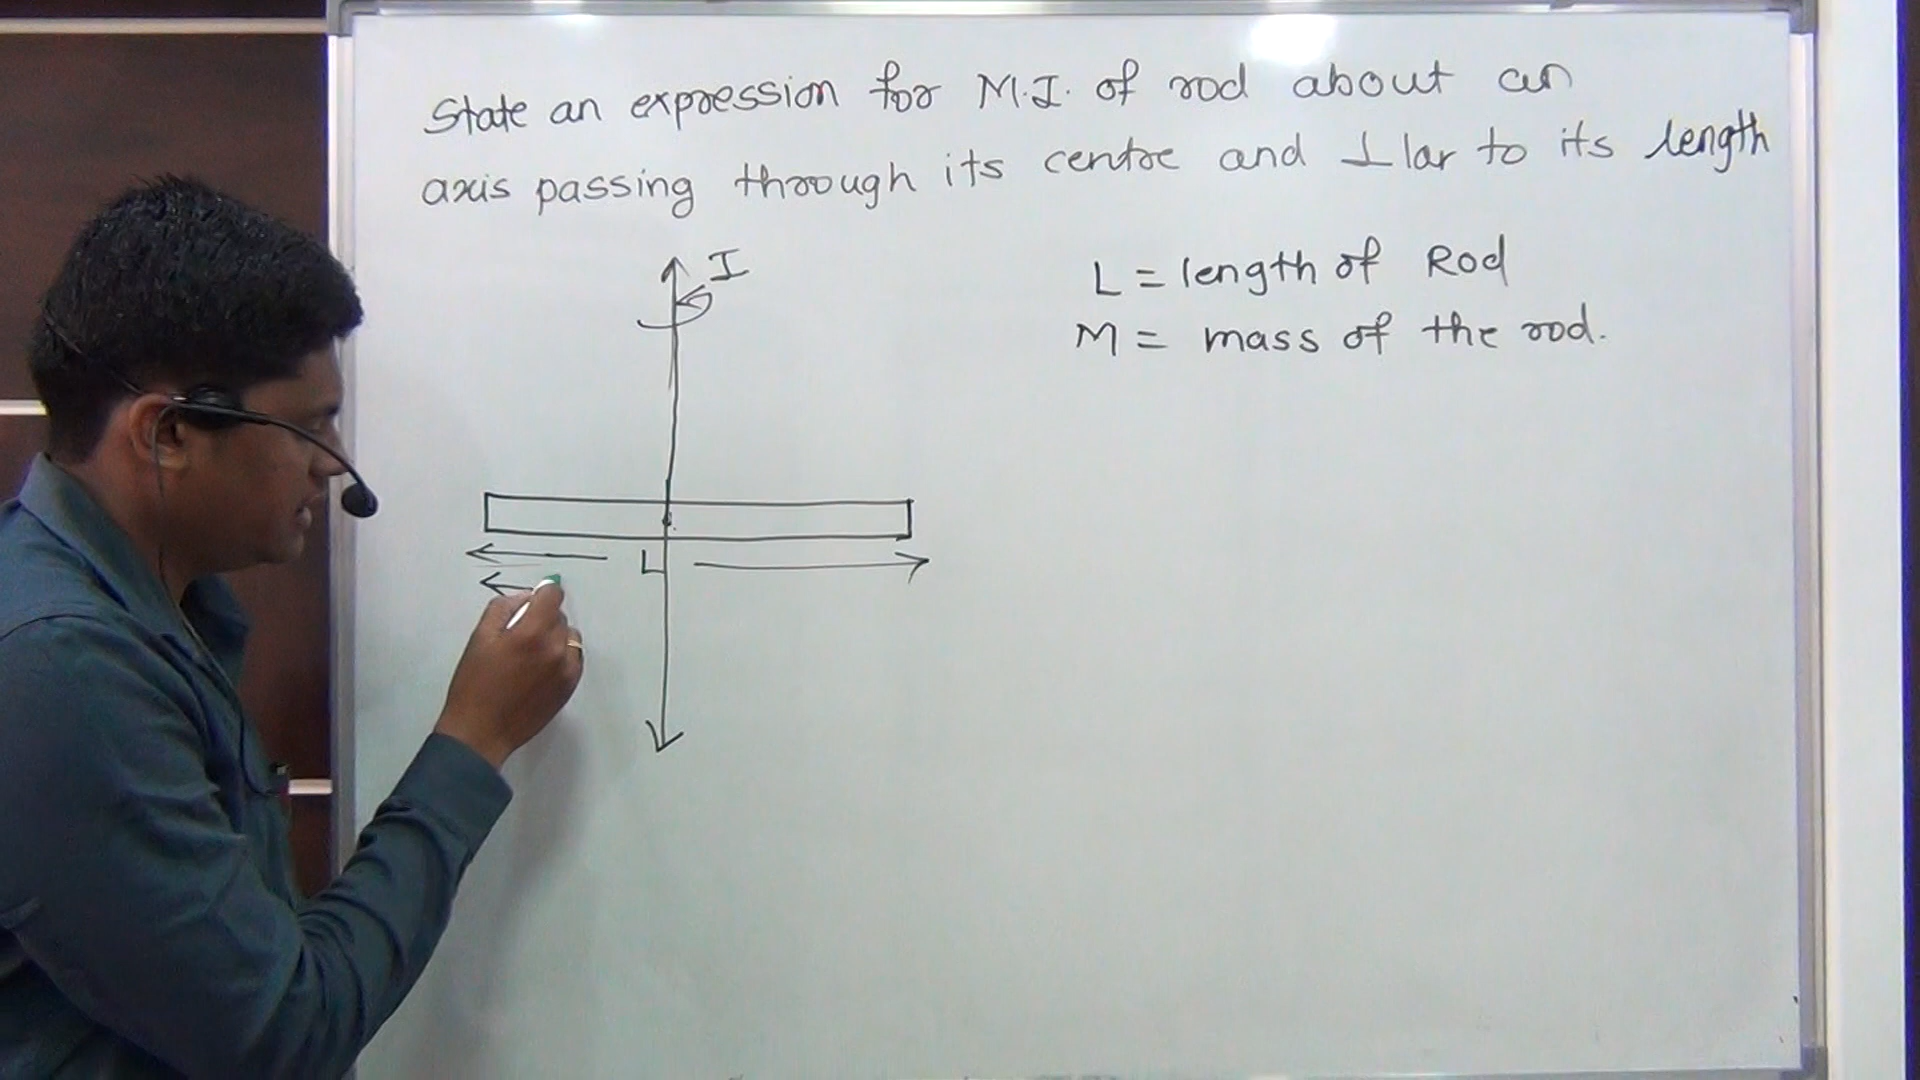 State an expression for M.I. of rod about an
axis passing through its centre and ⊥lar to its length
I
L = length of Rod
M = mass of the rod.
L